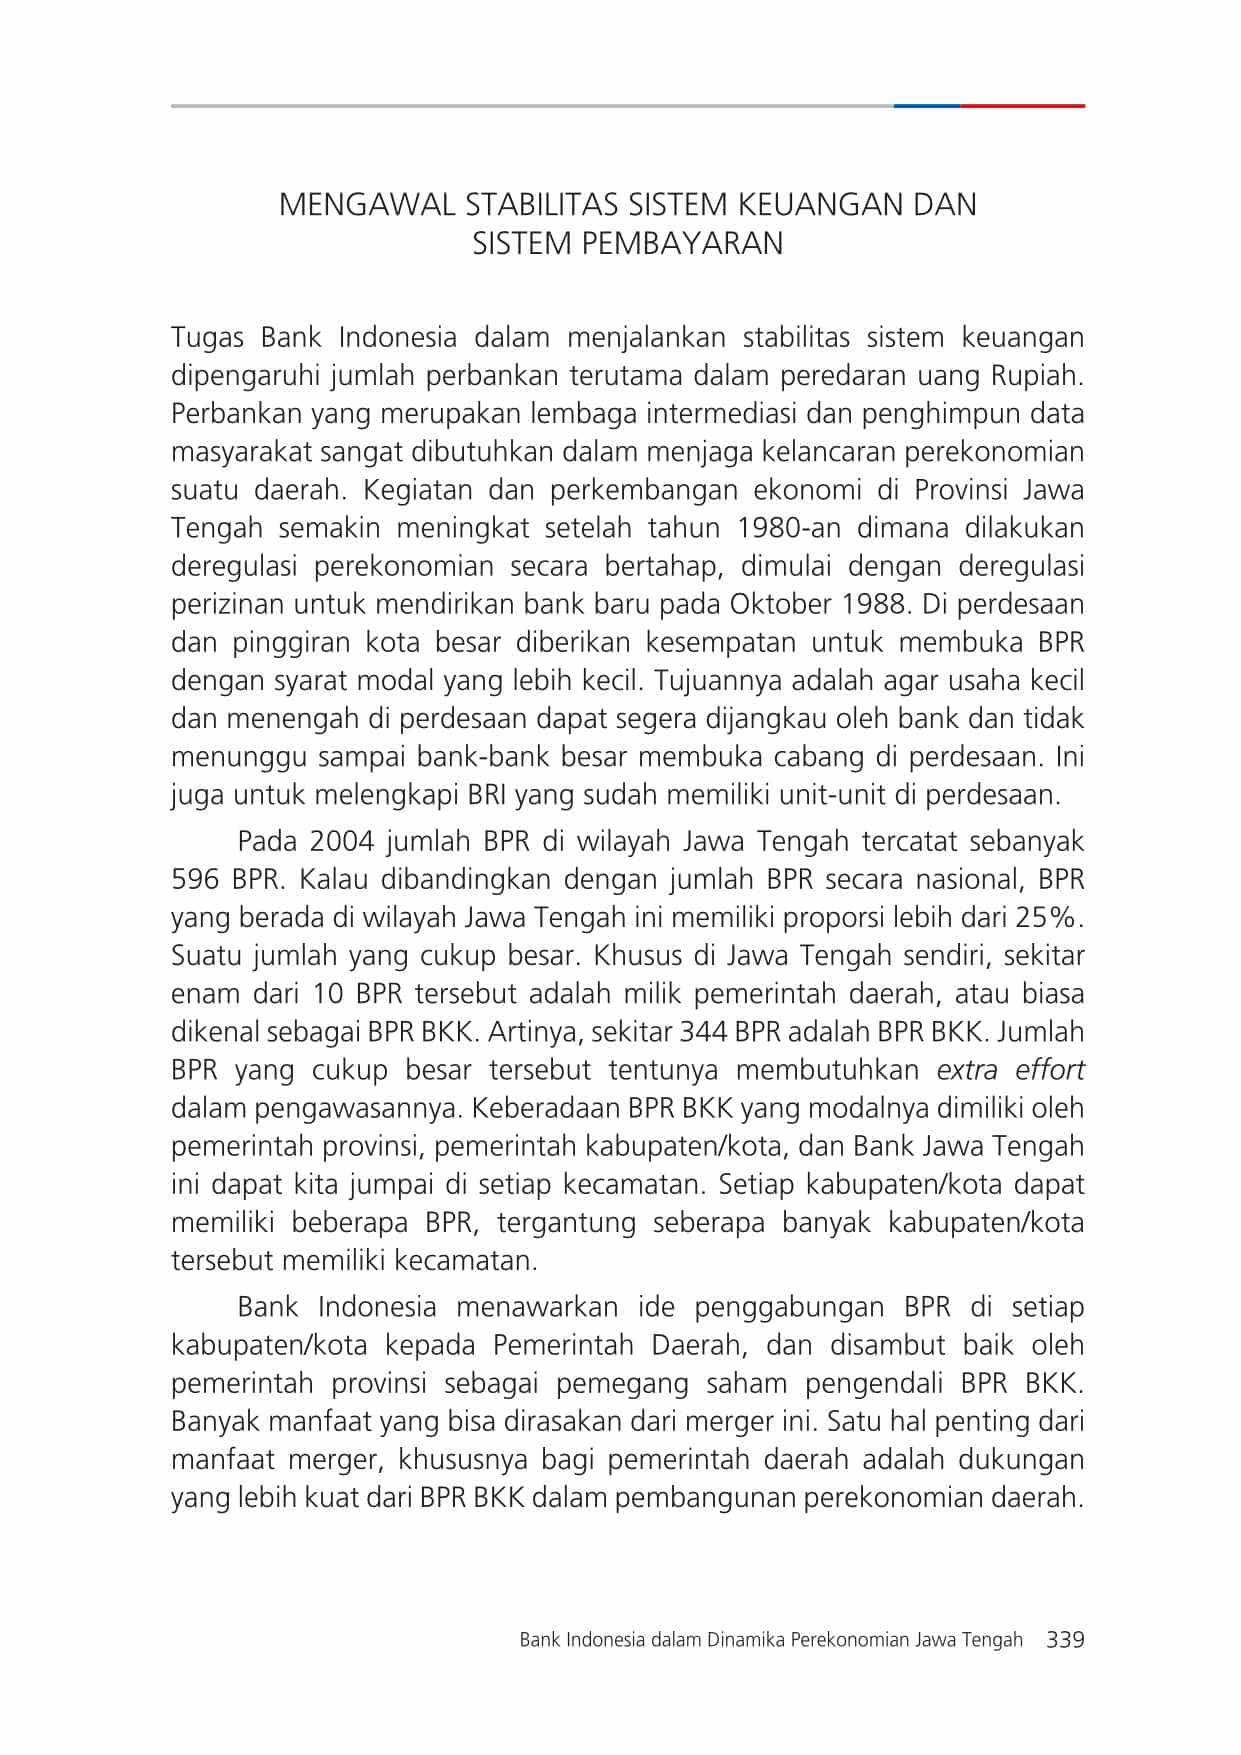 MENGAWAL STABILITAS SISTEM KEUANGAN DAN
SISTEM PEMBAYARAN
Tugas Bank Indonesia dalam menjalankan stabilitas sistem keuangan
dipengaruhi jumlah perbankan terutama dalam peredaran uang Rupiah.
Perbankan yang merupakan lembaga intermediasi dan penghimpun data
masyarakat sangat dibutuhkan dalam menjaga kelancaran perekonomian
suatu daerah. Kegiatan dan perkembangan ekonomi di Provinsi Jawa
Tengah semakin meningkat setelah tahun 1980-an dimana dilakukan
deregulasi perekonomian secara bertahap, dimulai dengan deregulasi
perizinan untuk mendirikan bank baru pada Oktober 1988. Di perdesaan
dan pinggiran kota besar diberikan kesempatan untuk membuka BPR
dengan syarat modal yang lebih kecil. Tujuannya adalah agar usaha kecil
dan menengah di perdesaan dapat segera dijangkau oleh bank dan tidak
menunggu sampai bank-bank besar membuka cabang di perdesaan. Ini
juga untuk melengkapi BRI yang sudah memiliki unit-unit di perdesaan.
Pada 2004 jumlah BPR di wilayah Jawa Tengah tercatat sebanyak
596 BPR. Kalau dibandingkan dengan jumlah BPR secara nasional, BPR
yang berada di wilayah Jawa Tengah ini memiliki proporsi lebih dari 25%.
Suatu jumlah yang cukup besar. Khusus di Jawa Tengah sendiri, sekitar
enam dari 10 BPR tersebut adalah milik pemerintah daerah, atau biasa
dikenal sebagai BPR BKK. Artinya, sekitar 344 BPR adalah BPR BKK. Jumlah
BPR yang cukup besar tersebut tentunya membutuhkan extra effort
dalam pengawasannya. Keberadaan BPR BKK yang modalnya dimiliki oleh
pemerintah provinsi, pemerintah kabupaten/kota, dan Bank Jawa Tengah
ini dapat kita jumpai di setiap kecamatan. Setiap kabupaten/kota dapat
memiliki beberapa BPR, tergantung seberapa banyak kabupaten/kota
tersebut memiliki kecamatan.
Bank Indonesia menawarkan ide penggabungan BPR di setiap
kabupaten/kota kepada Pemerintah Daerah, dan disambut baik oleh
pemerintah provinsi sebagai pemegang saham pengendali BPR BKK.
Banyak manfaat yang bisa dirasakan dari merger ini. Satu hal penting dari
manfaat merger, khususnya bagi pemerintah daerah adalah dukungan
yang lebih kuat dari BPR BKK dalam pembangunan perekonomian daerah.
Bank Indonesia dalam Dinamika Perekonomian Jawa Tengah 339